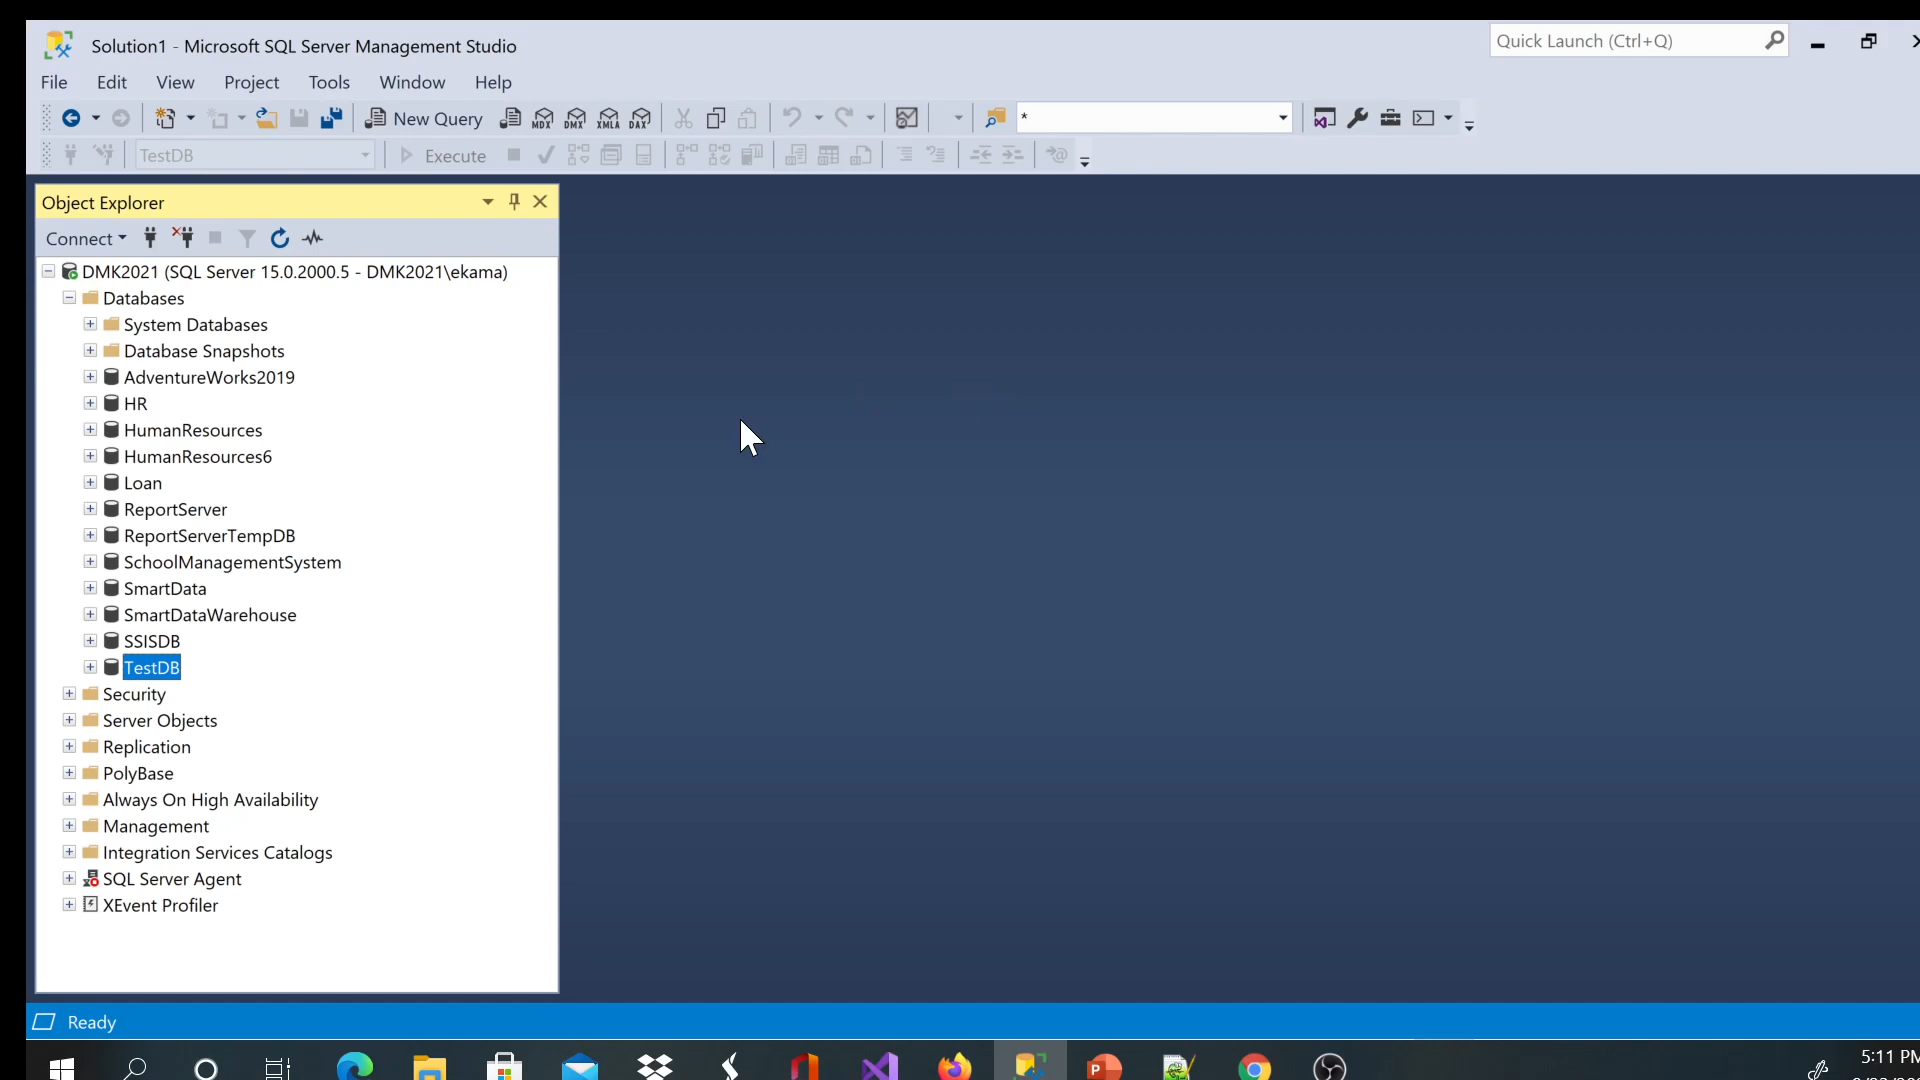 Solution1 - Microsoft SQL Server Management Studio
Quick Launch (Ctrl+Q)
File Edit View Project Tools Window Help
New Query MDX DMX XMLA DAX *
TestDB Execute
Object Explorer
Connect
DMK2021 (SQL Server 15.0.2000.5 - DMK2021\ekama)
Databases
System Databases
Database Snapshots
AdventureWorks2019
HR
HumanResources
HumanResources6
Loan
ReportServer
ReportServerTempDB
SchoolManagementSystem
SmartData
SmartDataWarehouse
SSISDB
TestDB
Security
Server Objects
Replication
PolyBase
Always On High Availability
Management
Integration Services Catalogs
SQL Server Agent
XEvent Profiler
Ready
5:11 PM